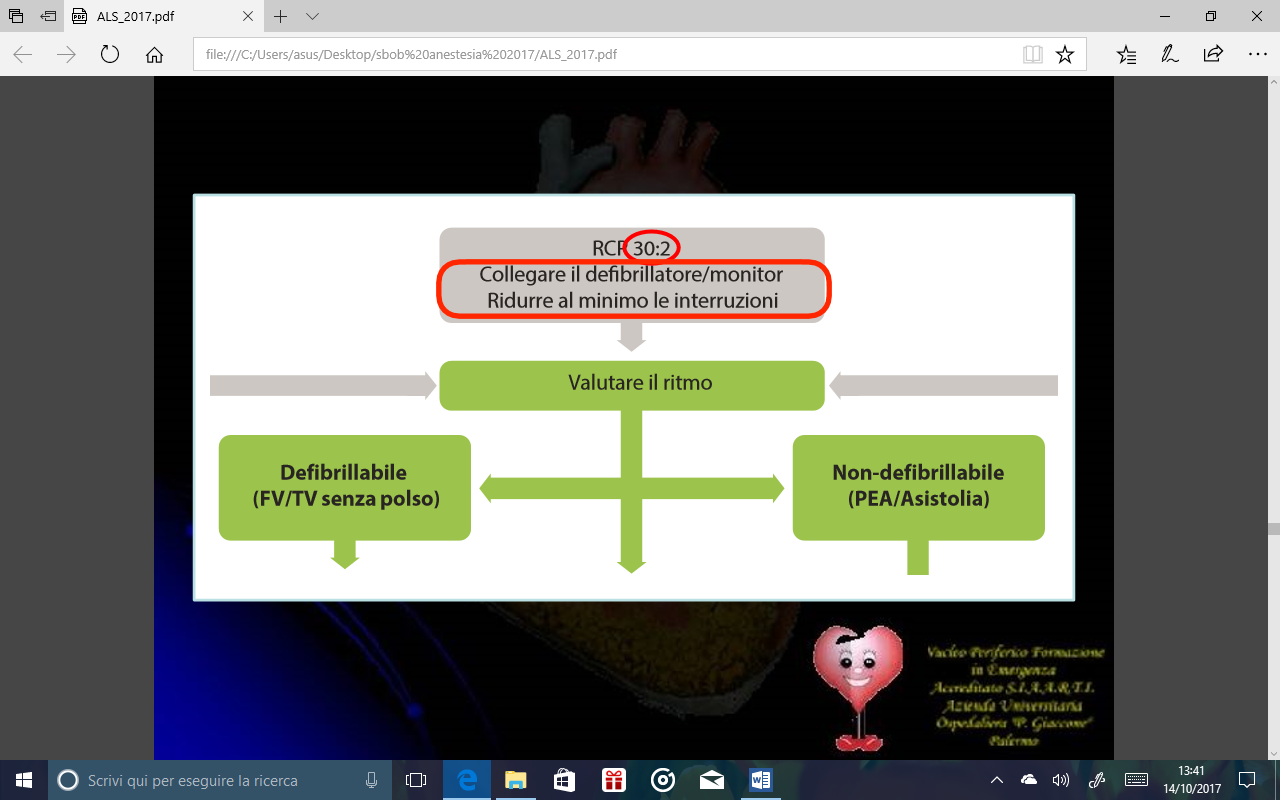 ALS_2017.pdf
file:///C:/Users/asus/Desktop/sbob%20anestesia%202017/ALS_2017.pdf
RCP 30:2
Collegare il defibrillatore/monitor
Ridurre al minimo le interruzioni
Valutare il ritmo
Defibrillabile
(FV/TV senza polso)
Non-defibrillabile
(PEA/Asistolia)
Nucleo Periferico Formazione
in Emergenza
Accreditato S.I.A.A.R.T.I.
Azienda Universitaria
Ospedaliera "P. Giaccone"
Palermo
Scrivi qui per eseguire la ricerca
13:41
14/10/2017